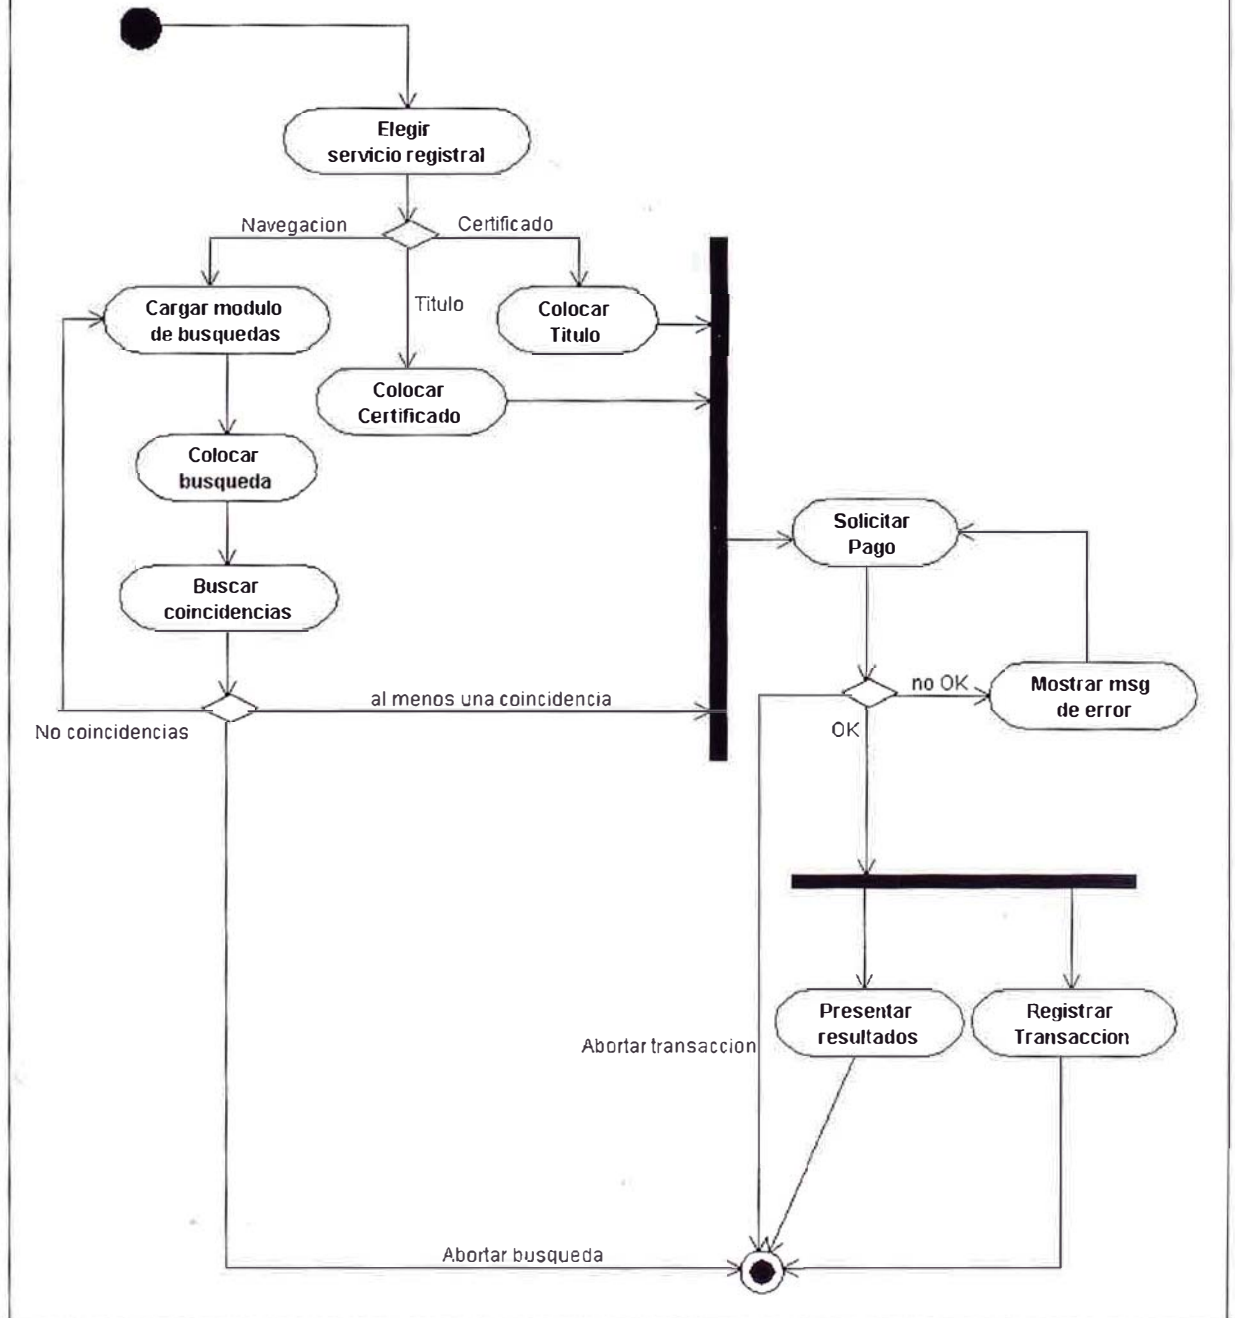 Elegir
servicio registral
Navegacion
Certificado
Titulo
Cargar modulo
de busquedas
Colocar
Titulo
Colocar
Certificado
Colocar
busqueda
Buscar
coincidencias
al menos una coincidencia
No coincidencias
Solicitar
Pago
no OK
Mostrar msg
de error
OK
Presentar
resultados
Registrar
Transaccion
Abortar transaccion
Abortar busqueda